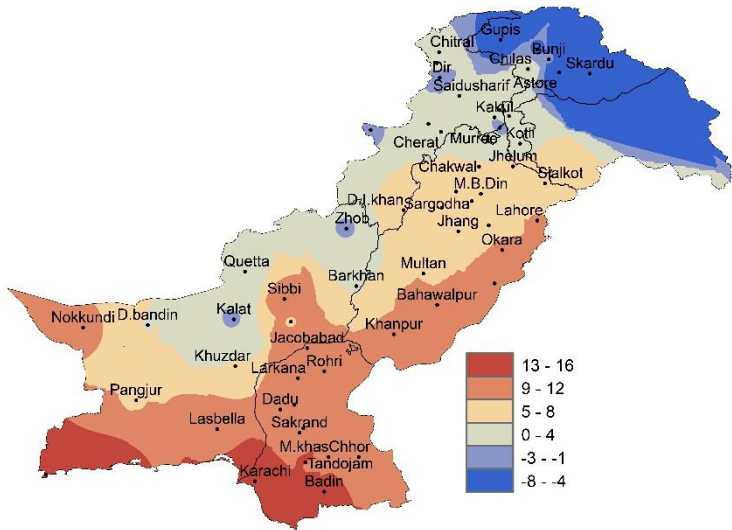 Gupis
Chitral
Bunji
Chilas
Skardu
Dir
Astore
Saidusharif
Kakul
Cherat
Murree
Kotli
Jhelum
Chakwal
Sialkot
M.B.Din
D.I.khan
Sargodha
Lahore
Zhob
Jhang
Okara
Quetta
Multan
Barkhan
Sibbi
Bahawalpur
Nokkundi
D.bandin
Kalat
Khanpur
Jacobabad
Khuzdar
Rohri
Larkana
Pangjur
Dadu
Lasbella
Sakrand
M.khas
Chhor
Tandojam
Karachi
Badin
13 - 16
9 - 12
5 - 8
0 - 4
-3 - -1
-8 - -4